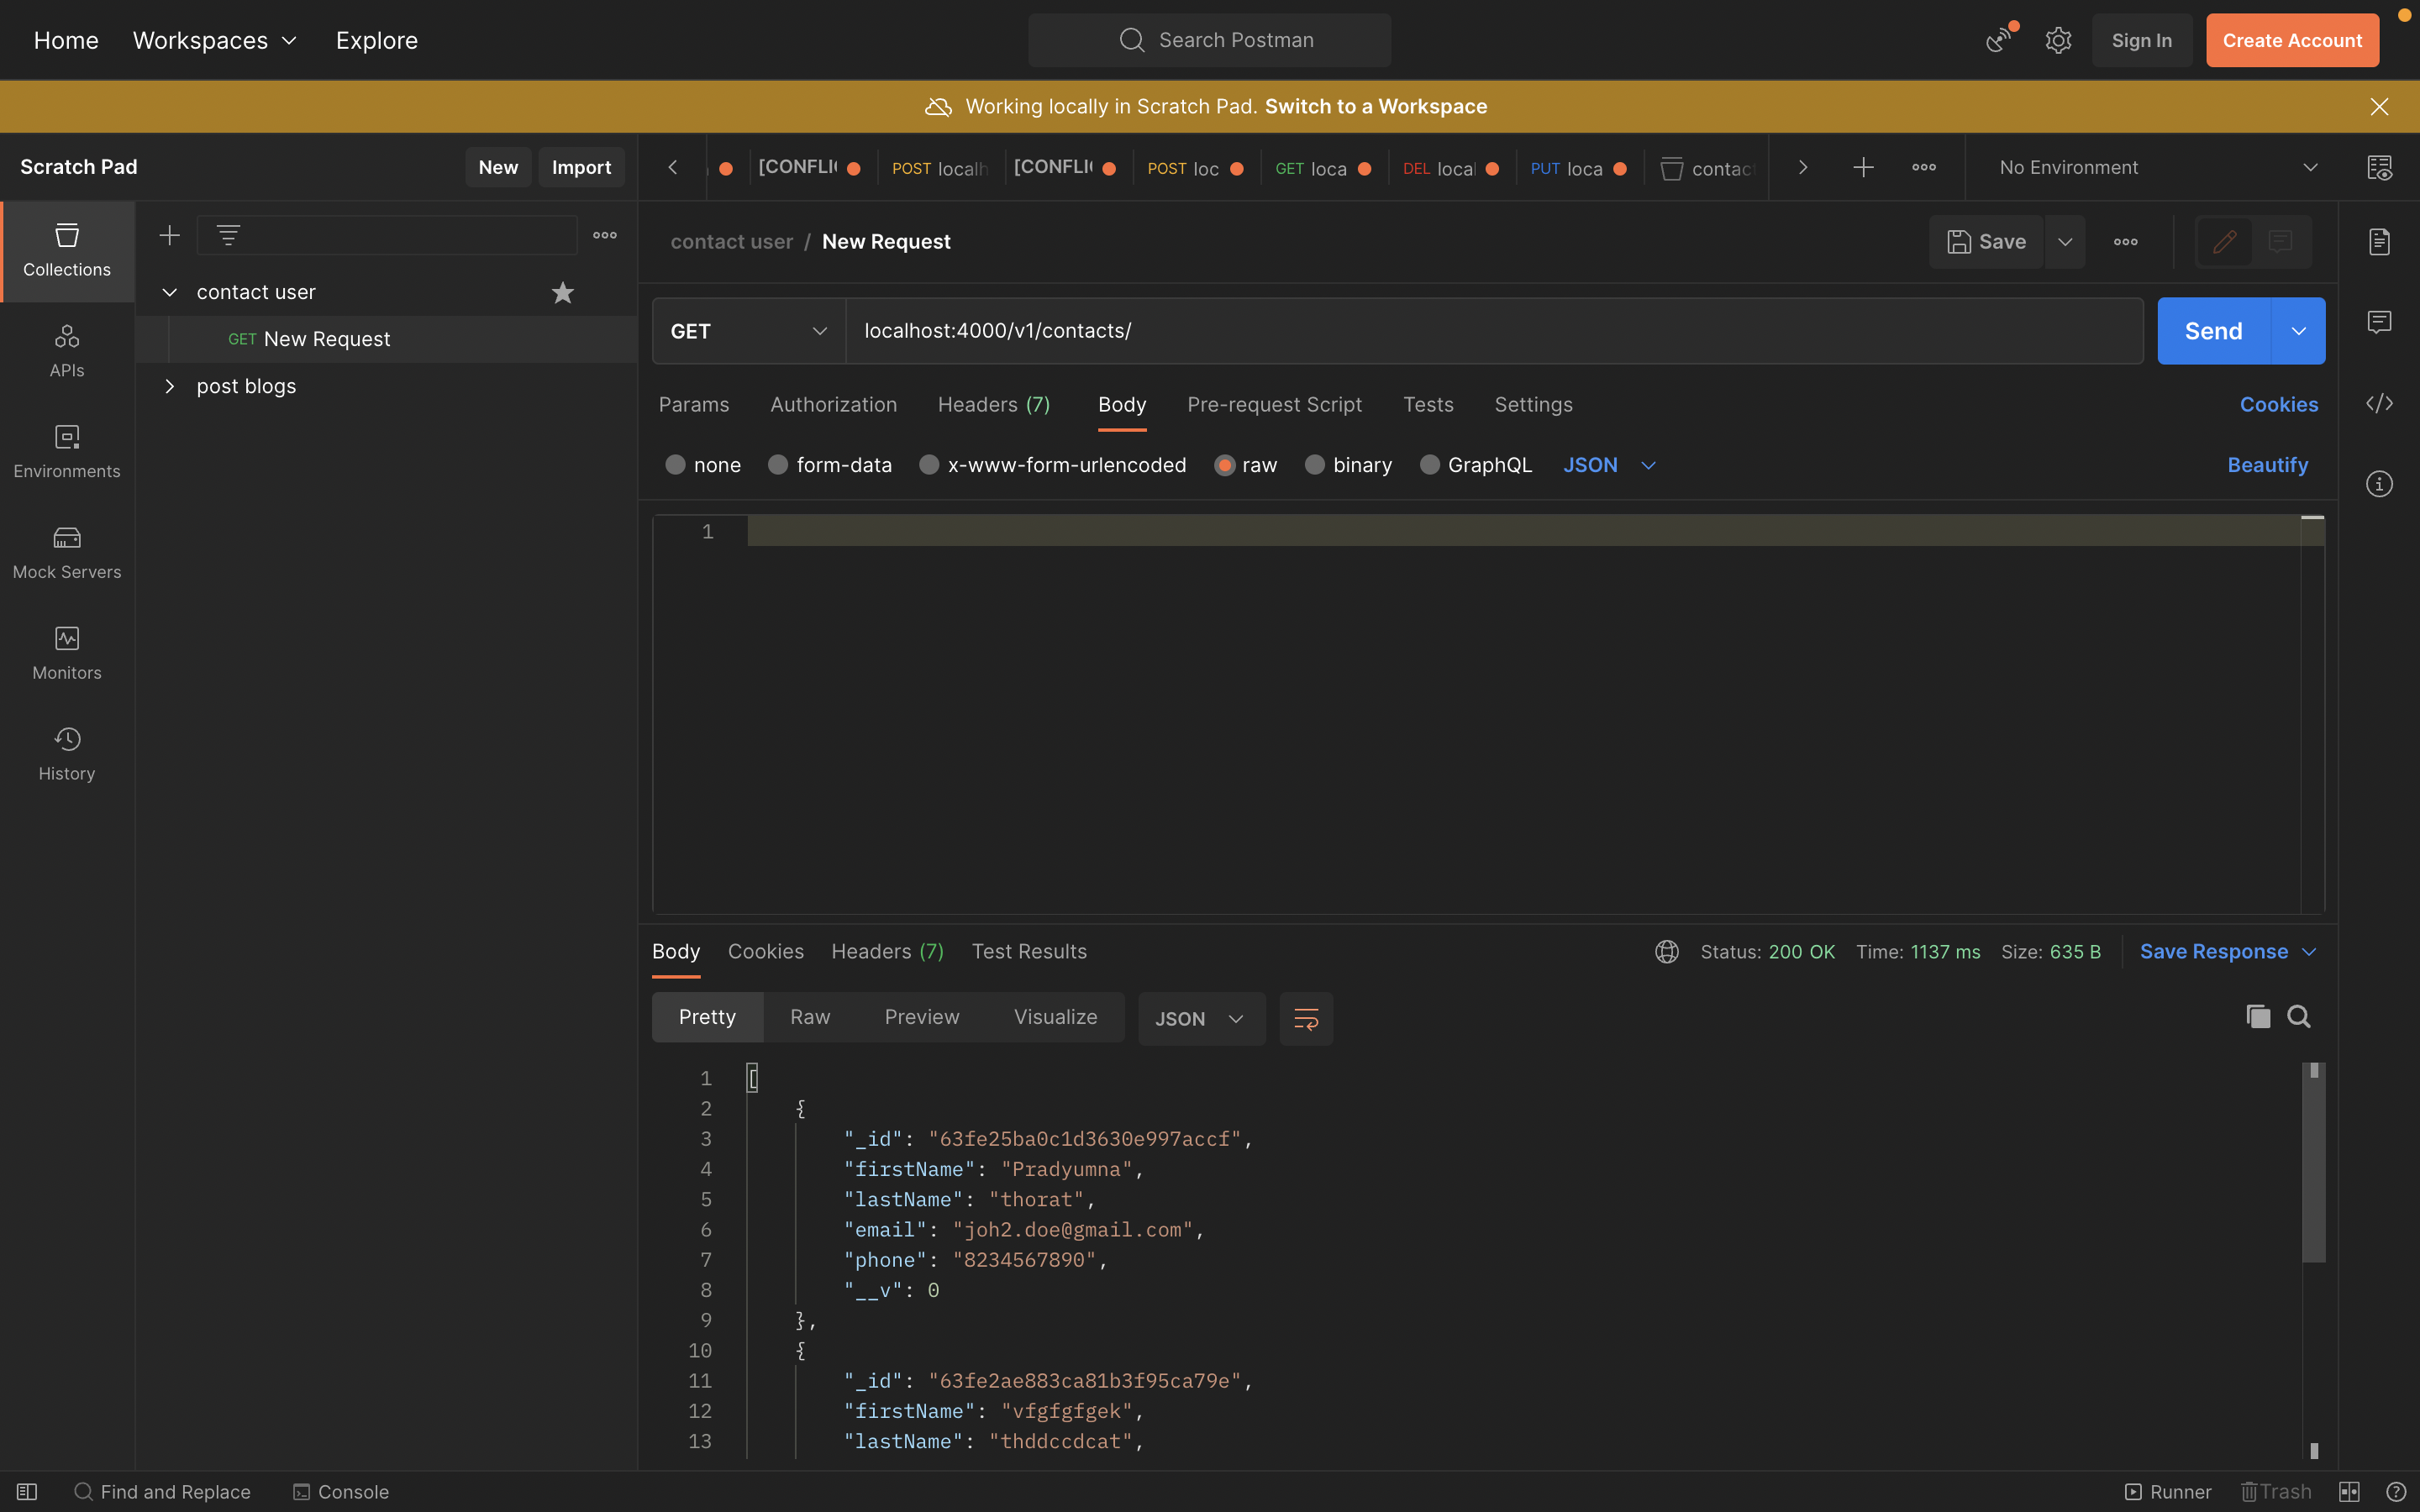 Home Workspaces Explore Search Postman Sign In Create Account
Working locally in Scratch Pad. Switch to a Workspace
Scratch Pad New Import [CONFLI POST localh [CONFLI POST loc GET loca DEL local PUT loca contac No Environment
Collections
APIs
Environments
Mock Servers
Monitors
History
contact user
GET New Request
post blogs
contact user / New Request Save
GET localhost:4000/v1/contacts/ Send
Params Authorization Headers (7) Body Pre-request Script Tests Settings Cookies
none form-data x-www-form-urlencoded raw binary GraphQL JSON Beautify
1
Body Cookies Headers (7) Test Results Status: 200 OK Time: 1137 ms Size: 635 B Save Response
Pretty Raw Preview Visualize JSON
1 [
2 {
3 "_id": "63fe25ba0c1d3630e997accf",
4 "firstName": "Pradyumna",
5 "lastName": "thorat",
6 "email": "joh2.doe@gmail.com",
7 "phone": "8234567890",
8 "__v": 0
9 },
10 {
11 "_id": "63fe2ae883ca81b3f95ca79e",
12 "firstName": "vfgfgfgek",
13 "lastName": "thddccdcat",
Find and Replace Console Runner Trash